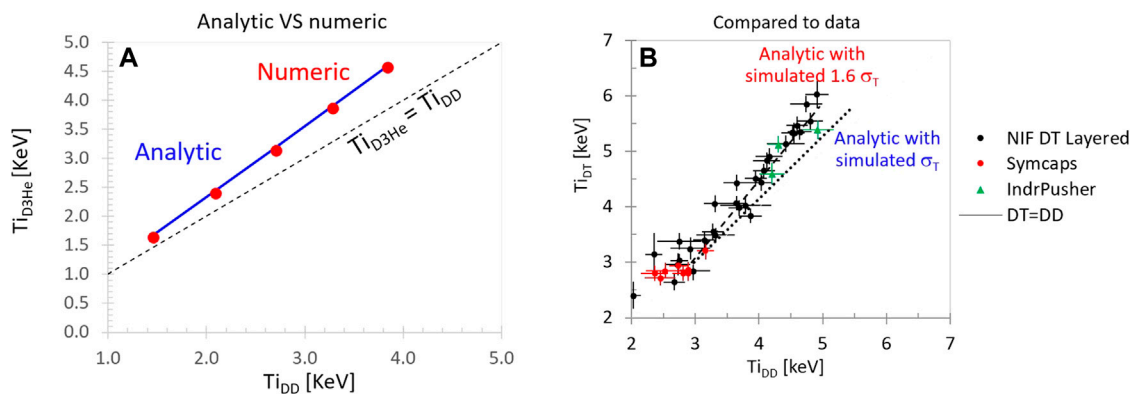 Analytic VS numeric
A
5.0
4.5
4.0
3.5
3.0
2.5
2.0
1.5
1.0
0.5
0.0
1.0
2.0
3.0
4.0
5.0
Ti_D3He [KeV]
Ti_DD [KeV]
Numeric
Analytic
Ti_D3He = Ti_DD
Compared to data
B
7
6
5
4
3
2
2
3
4
5
6
7
Ti_DT [keV]
Ti_DD [keV]
Analytic with
simulated 1.6 σ_T
Analytic with
simulated σ_T
NIF DT Layered
Symcaps
IndrPusher
DT=DD